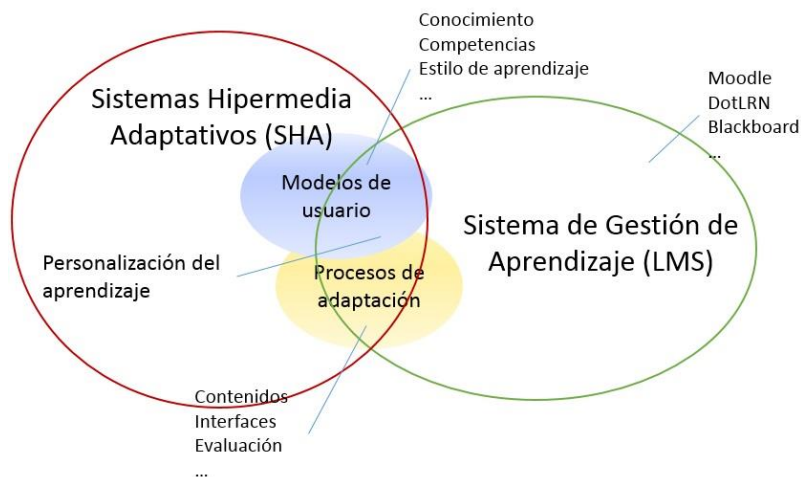 Conocimiento
Competencias
Estilo de aprendizaje
...
Moodle
DotLRN
Blackboard
...
Sistemas Hipermedia
Adaptativos (SHA)
Modelos de
usuario
Sistema de Gestión de
Aprendizaje (LMS)
Personalización del
aprendizaje
Procesos de
adaptación
Contenidos
Interfaces
Evaluación
...